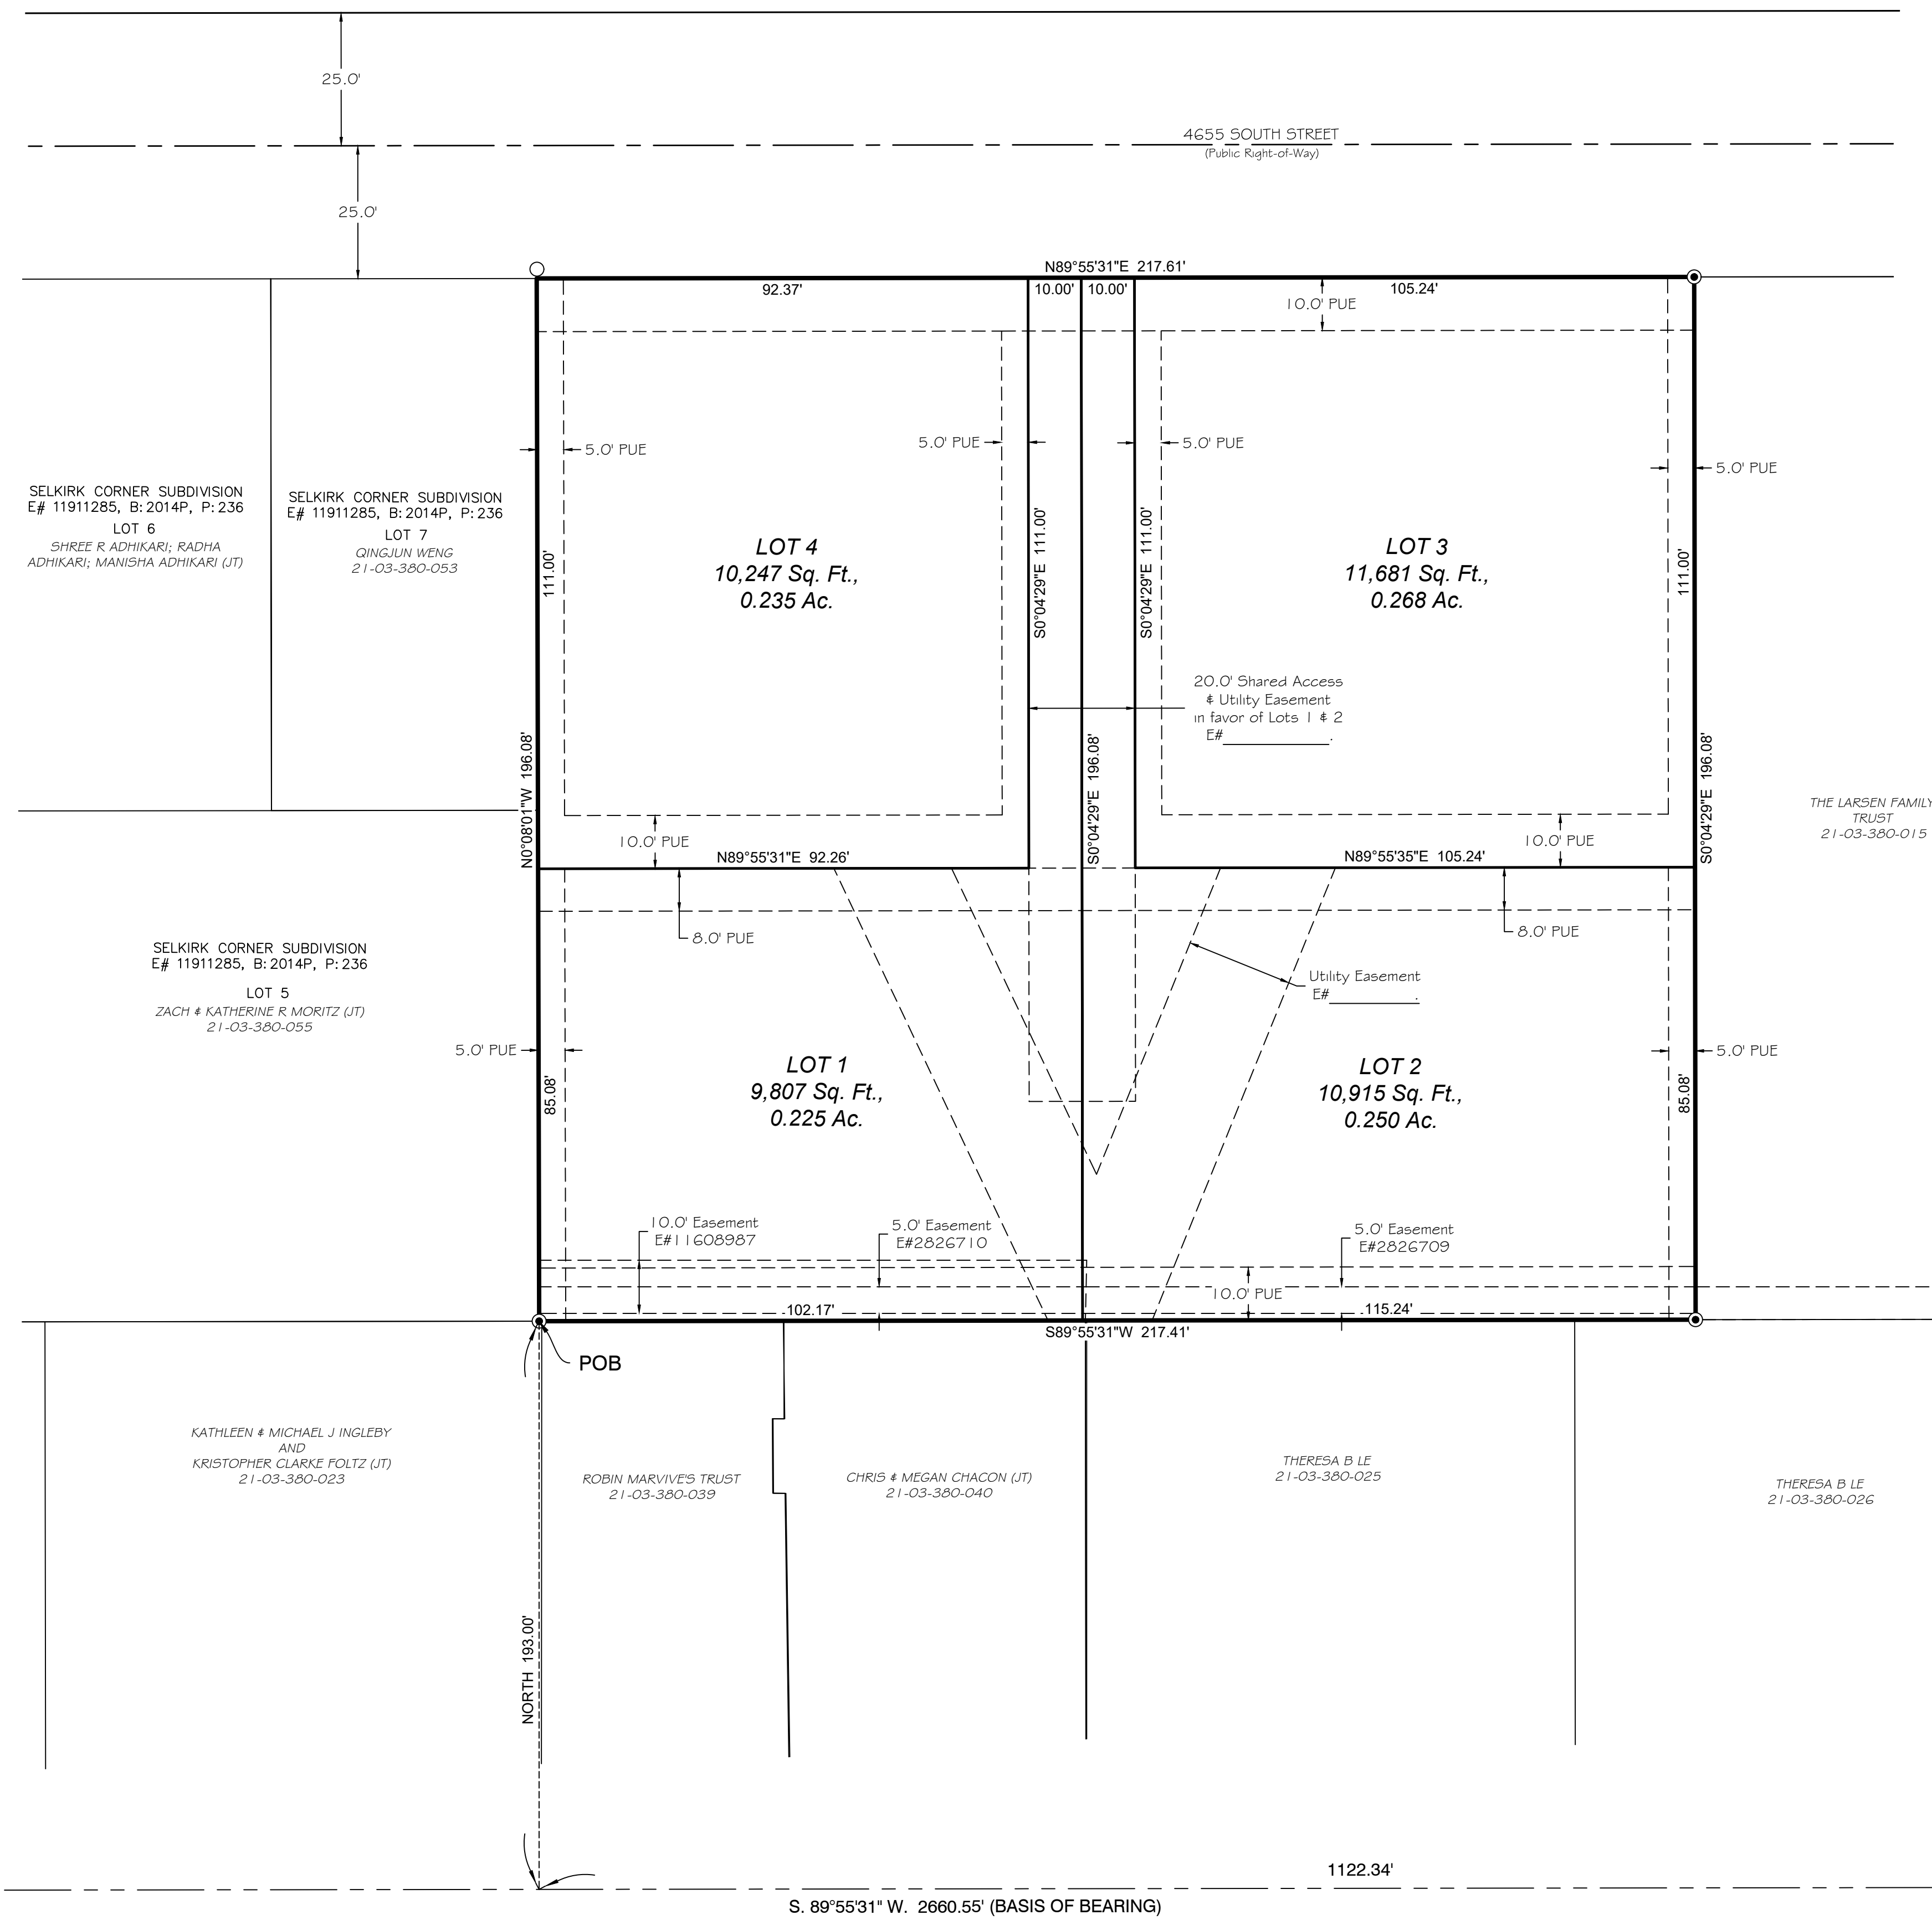 25.0'
4655 SOUTH STREET
(Public Right-of-Way)
25.0'
N89°55'31"E 217.61'
92.37'
10.00'
10.00'
105.24'
10.0' PUE
5.0' PUE
5.0' PUE
5.0' PUE
5.0' PUE
SELKIRK CORNER SUBDIVISION
E# 11911285, B:2014P, P:236
LOT 6
SHREE R ADHIKARI; RADHA
ADHIKARI; MANISHA ADHIKARI (JT)
SELKIRK CORNER SUBDIVISION
E# 11911285, B:2014P, P:236
LOT 7
QINGJUN WENG
21-03-380-053
111.00'
LOT 4
10,247 Sq. Ft.,
0.235 Ac.
S0°04'29"E 111.00'
S0°04'29"E 111.00'
LOT 3
11,681 Sq. Ft.,
0.268 Ac.
111.00'
20.0' Shared Access
& Utility Easement
in favor of Lots 1 & 2
E#____________.
N0°08'01"W 196.08'
S0°04'29"E 196.08'
S0°04'29"E 196.08'
THE LARSEN FAMILY
TRUST
21-03-380-015
10.0' PUE
10.0' PUE
N89°55'31"E 92.26'
N89°55'35"E 105.24'
8.0' PUE
8.0' PUE
SELKIRK CORNER SUBDIVISION
E# 11911285, B:2014P, P:236
LOT 5
ZACH & KATHERINE R MORITZ (JT)
21-03-380-055
Utility Easement
E#__________.
5.0' PUE
5.0' PUE
85.08'
LOT 1
9,807 Sq. Ft.,
0.225 Ac.
LOT 2
10,915 Sq. Ft.,
0.250 Ac.
85.08'
10.0' Easement
E#11608987
5.0' Easement
E#2826710
5.0' Easement
E#2826709
10.0' PUE
102.17'
115.24'
S89°55'31"W 217.41'
POB
KATHLEEN & MICHAEL J INGLEBY
AND
KRISTOPHER CLARKE FOLTZ (JT)
21-03-380-023
ROBIN MARVIVE'S TRUST
21-03-380-039
CHRIS & MEGAN CHACON (JT)
21-03-380-040
THERESA B LE
21-03-380-025
THERESA B LE
21-03-380-026
NORTH 193.00'
1122.34'
S. 89°55'31" W. 2660.55' (BASIS OF BEARING)